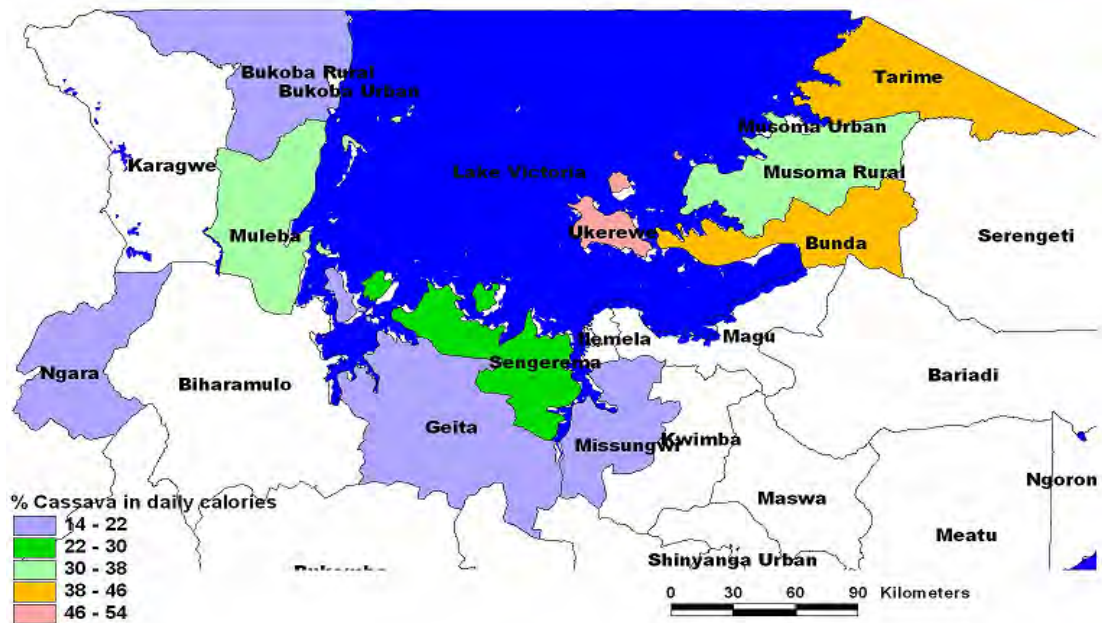 Bukoba Rural
Bukoba Urban
Tarime
Musoma Urban
Karagwe
Lake Victoria
Musoma Rural
Muleba
Ukerewe
Bunda
Serengeti
Ilemela
Magu
Ngara
Biharamulo
Sengerema
Bariadi
Geita
Missungwi
Kwimba
Ngoron
Maswa
Meatu
Shinyanga Urban
% Cassava in daily calories
14 - 22
22 - 30
30 - 38
38 - 46
46 - 54
0 30 60 90 Kilometers